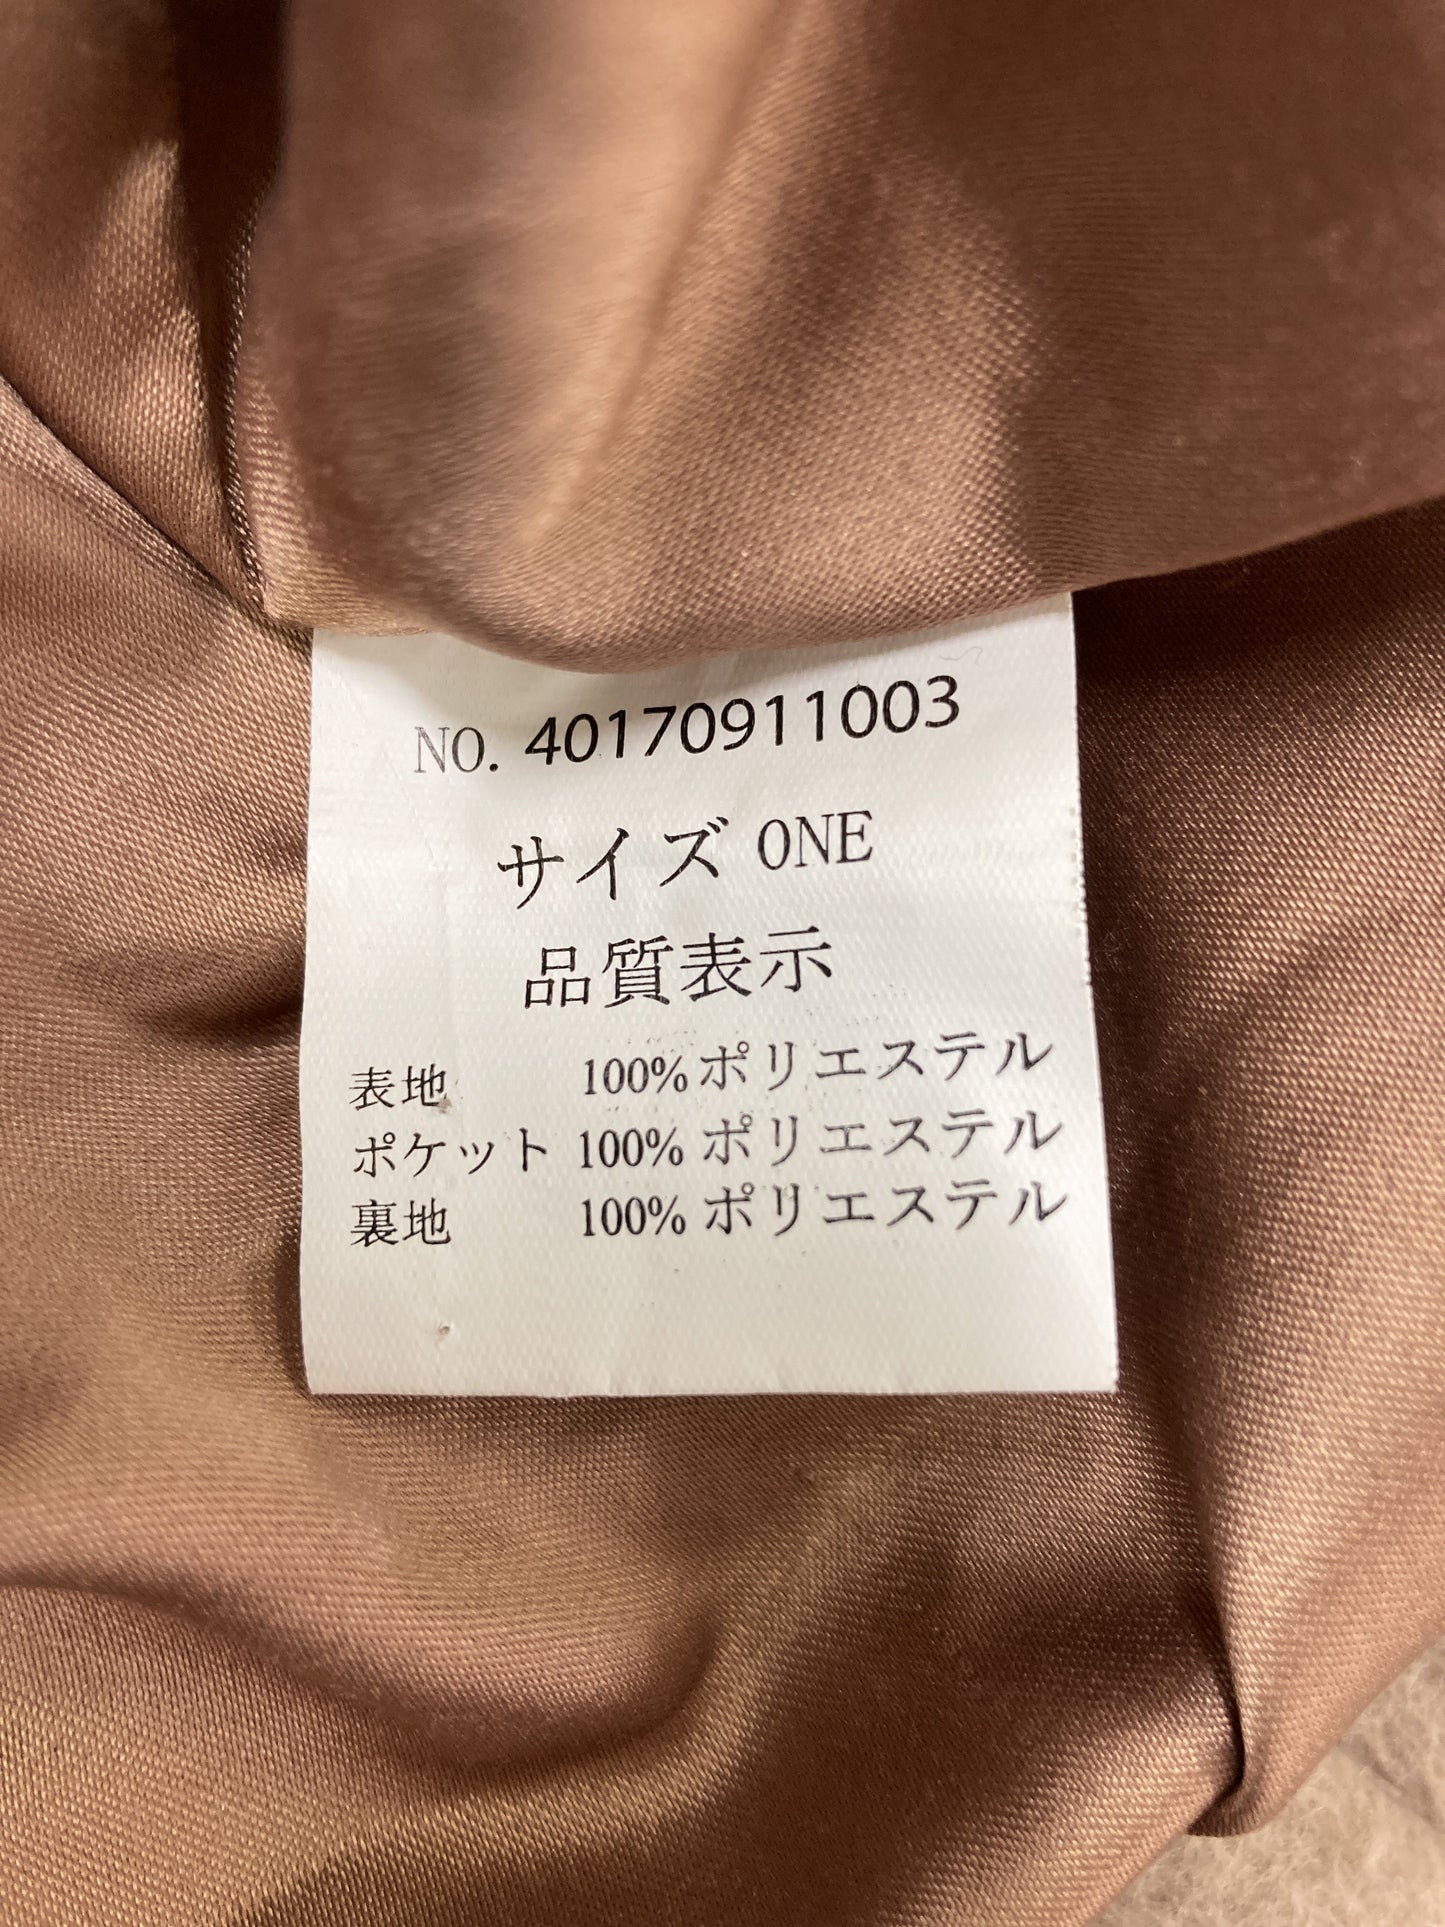 NO. 40170911003
サイズ ONE
品質表示
表地 100%ポリエステル
ポケット 100%ポリエステル
裏地 100%ポリエステル